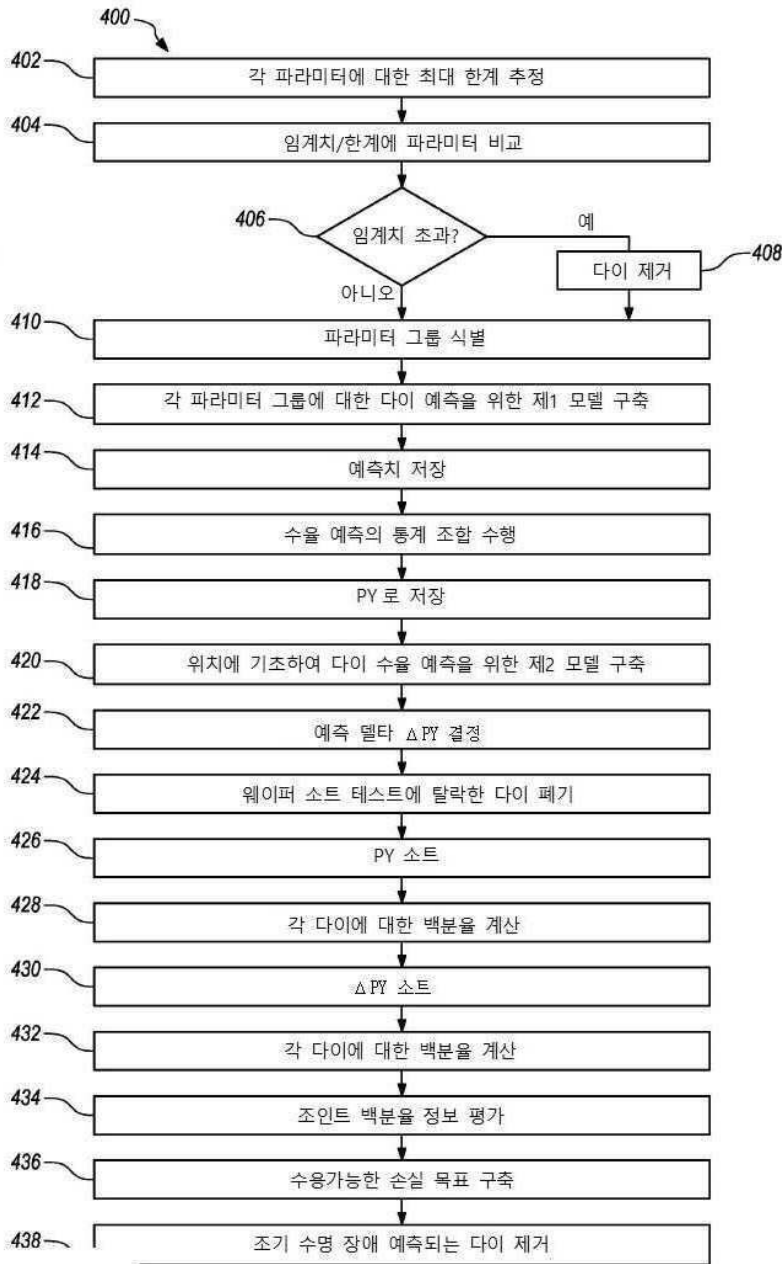 400
402
각 파라미터에 대한 최대 한계 추정
404
임계치/한계에 파라미터 비교
406
임계치 초과?
예
408
다이 제거
아니오
410
파라미터 그룹 식별
412
각 파라미터 그룹에 대한 다이 예측을 위한 제1 모델 구축
414
예측치 저장
416
수율 예측의 통계 조합 수행
418
PY로 저장
420
위치에 기초하여 다이 수율 예측을 위한 제2 모델 구축
422
예측 델타 ΔPY 결정
424
웨이퍼 소트 테스트에 탈락한 다이 폐기
426
PY 소트
428
각 다이에 대한 백분율 계산
430
ΔPY 소트
432
각 다이에 대한 백분율 계산
434
조인트 백분율 정보 평가
436
수용가능한 손실 목표 구축
438
조기 수명 장애 예측되는 다이 제거